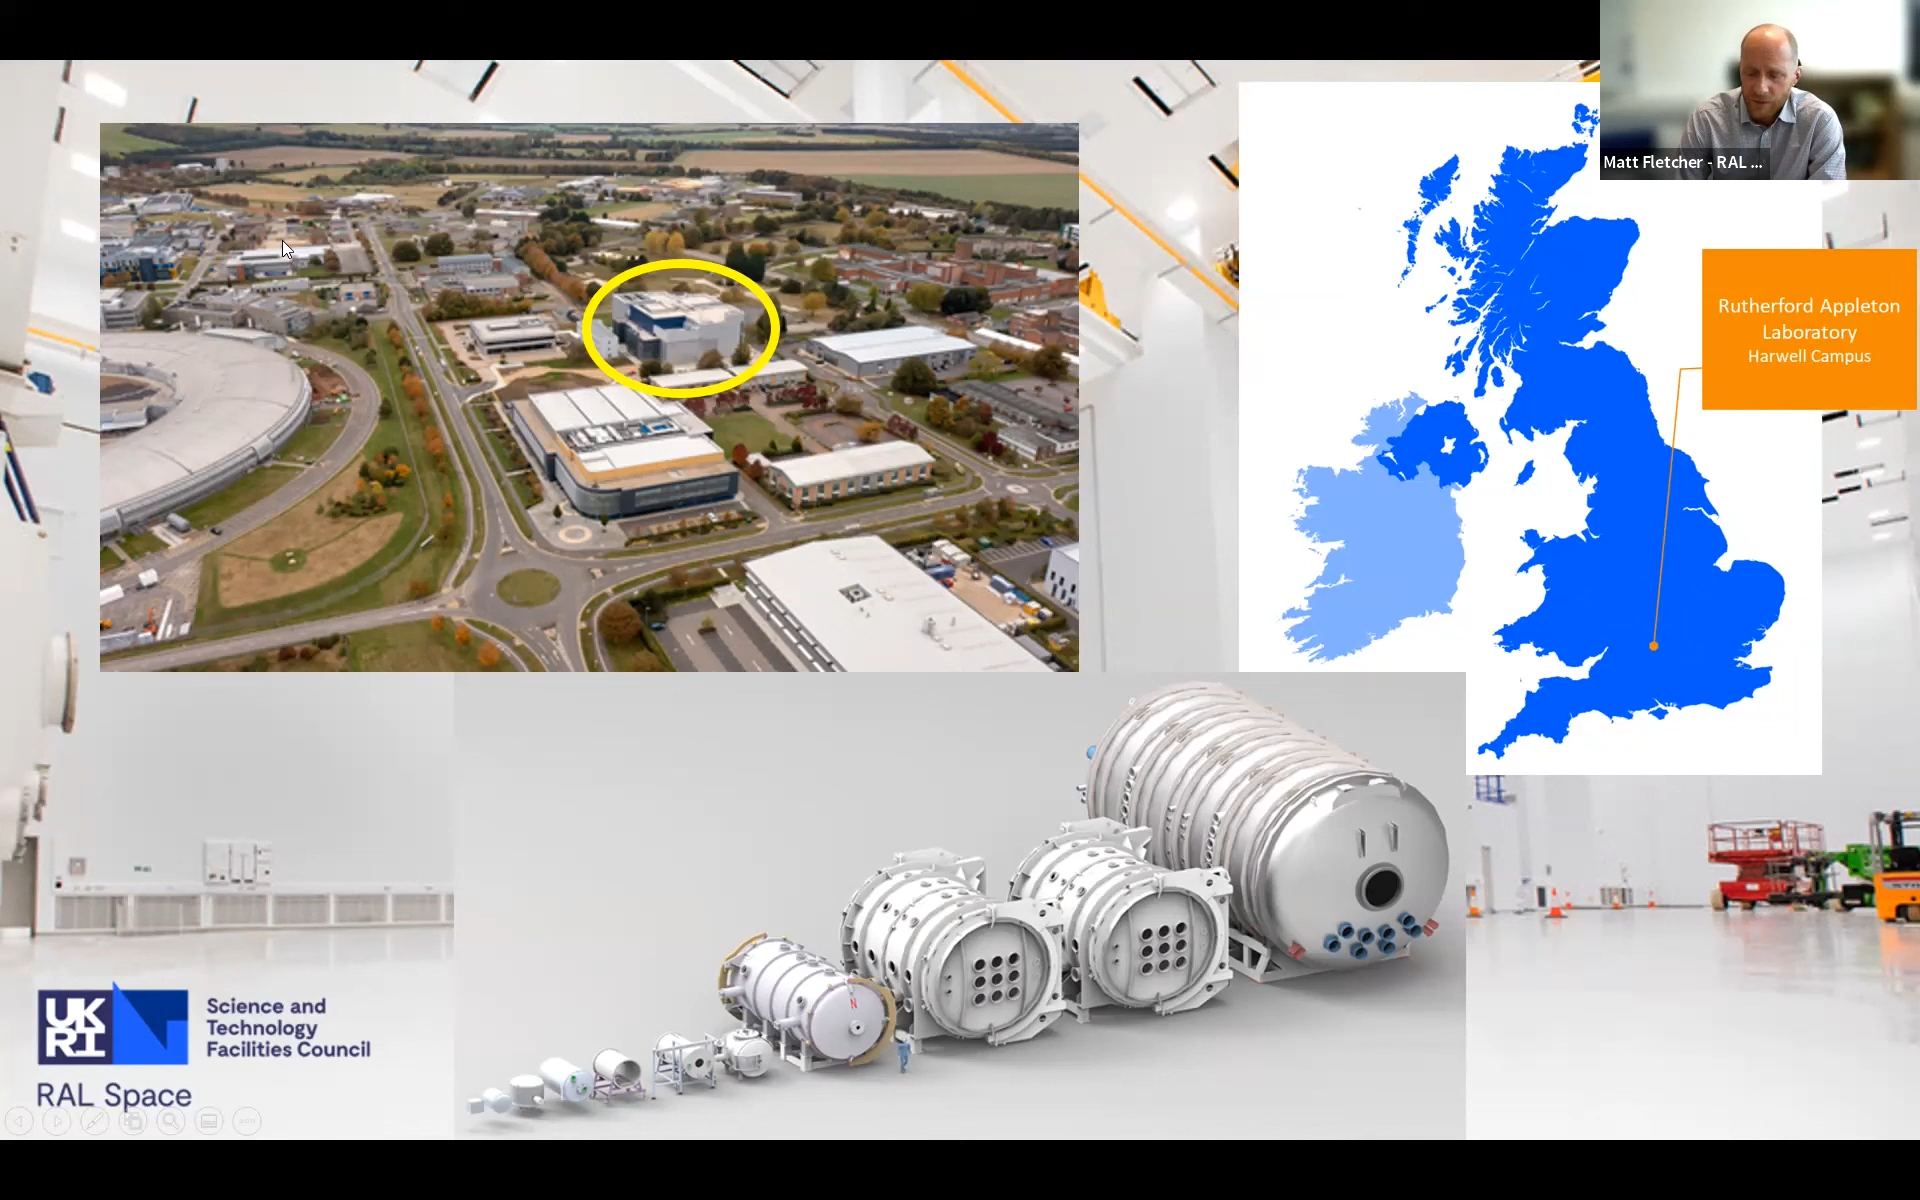 Matt Fletcher - RAL ...
Rutherford Appleton
Laboratory
Harwell Campus
UK
RI
Science and
Technology
Facilities Council
RAL Space